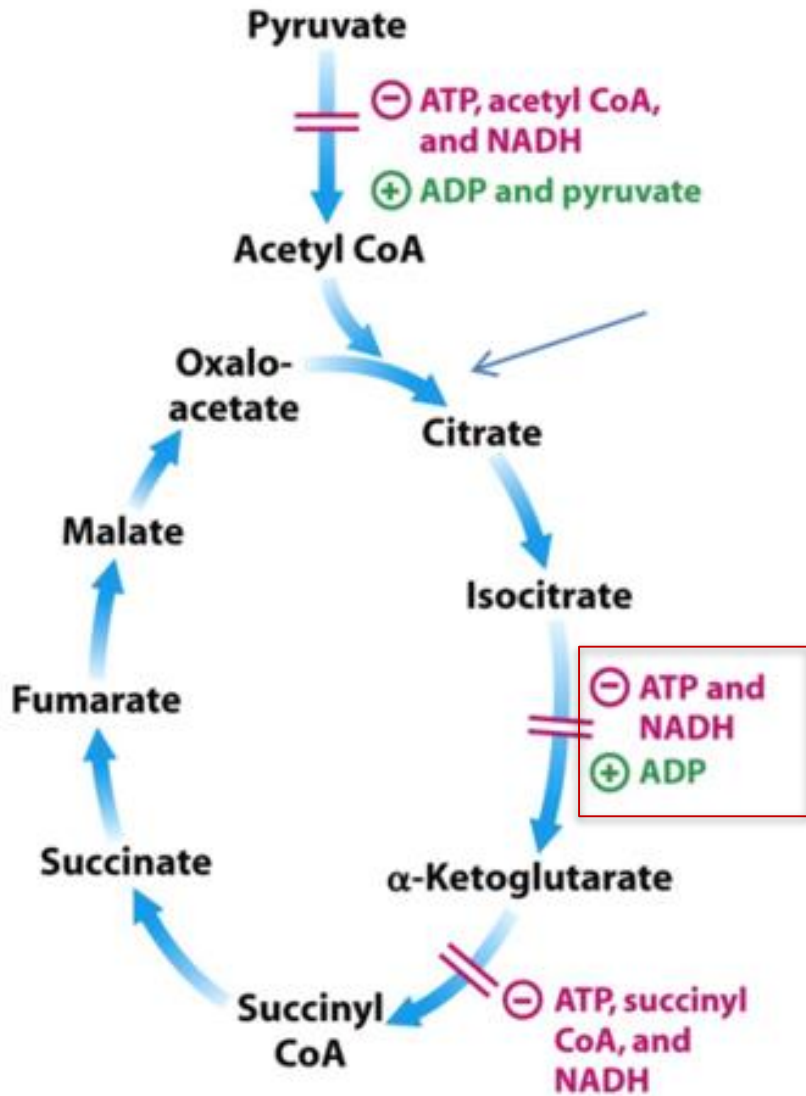 Pyruvate
⊖ ATP, acetyl CoA,
and NADH
⊕ ADP and pyruvate
Acetyl CoA
Oxalo-
acetate
Citrate
Malate
Isocitrate
⊖ ATP and
NADH
⊕ ADP
Fumarate
Succinate
α-Ketoglutarate
Succinyl
CoA
⊖ ATP, succinyl
CoA, and
NADH